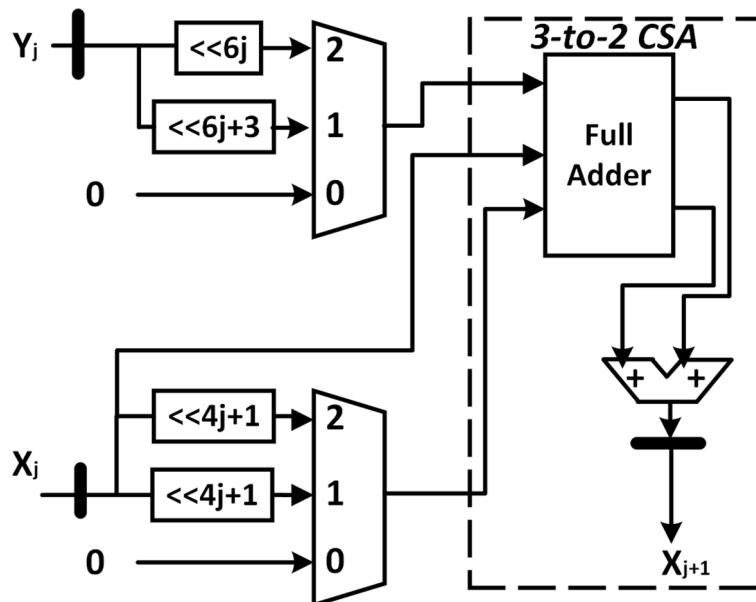 3-to-2 CSA
Yj
<<6j
2
<<6j+3
1
0
0
Full
Adder
+ +
<<4j+1
2
Xj
<<4j+1
1
0
0
Xj+1